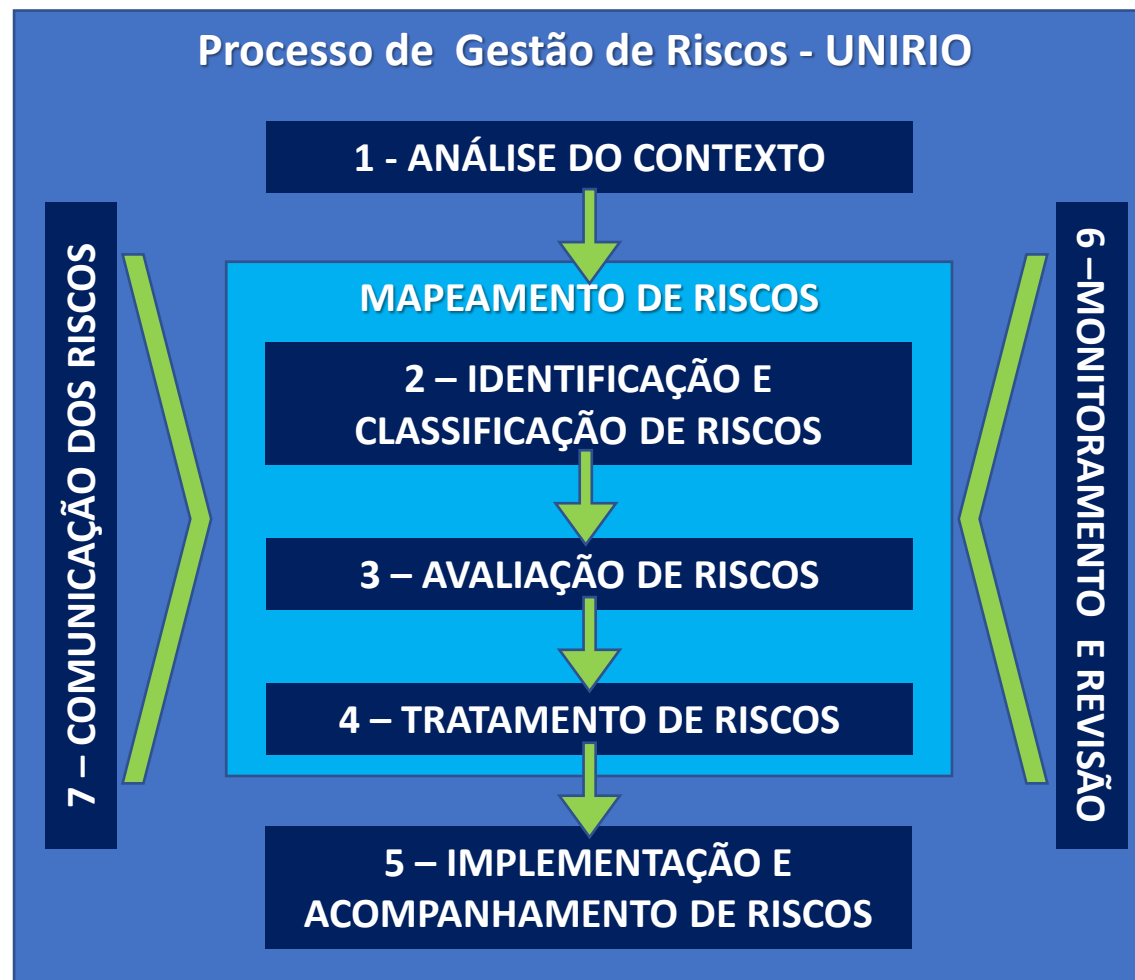 Processo de  Gestão de Riscos - UNIRIO
1 - ANÁLISE DO CONTEXTO
MAPEAMENTO DE RISCOS
2 – IDENTIFICAÇÃO E
CLASSIFICAÇÃO DE RISCOS
3 – AVALIAÇÃO DE RISCOS
4 – TRATAMENTO DE RISCOS
5 – IMPLEMENTAÇÃO E
ACOMPANHAMENTO DE RISCOS
6 –MONITORAMENTO  E REVISÃO
7 – COMUNICAÇÃO DOS RISCOS